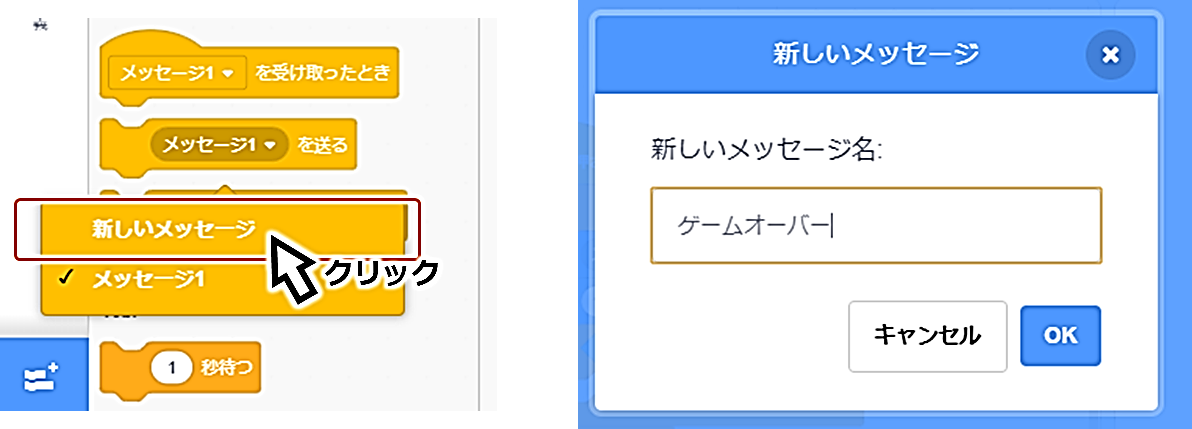 メッセージ1 を受け取ったとき
メッセージ1 を送る
新しいメッセージ
クリック
✓ メッセージ1
1 秒待つ
新しいメッセージ
新しいメッセージ名:
ゲームオーバー
キャンセル
OK